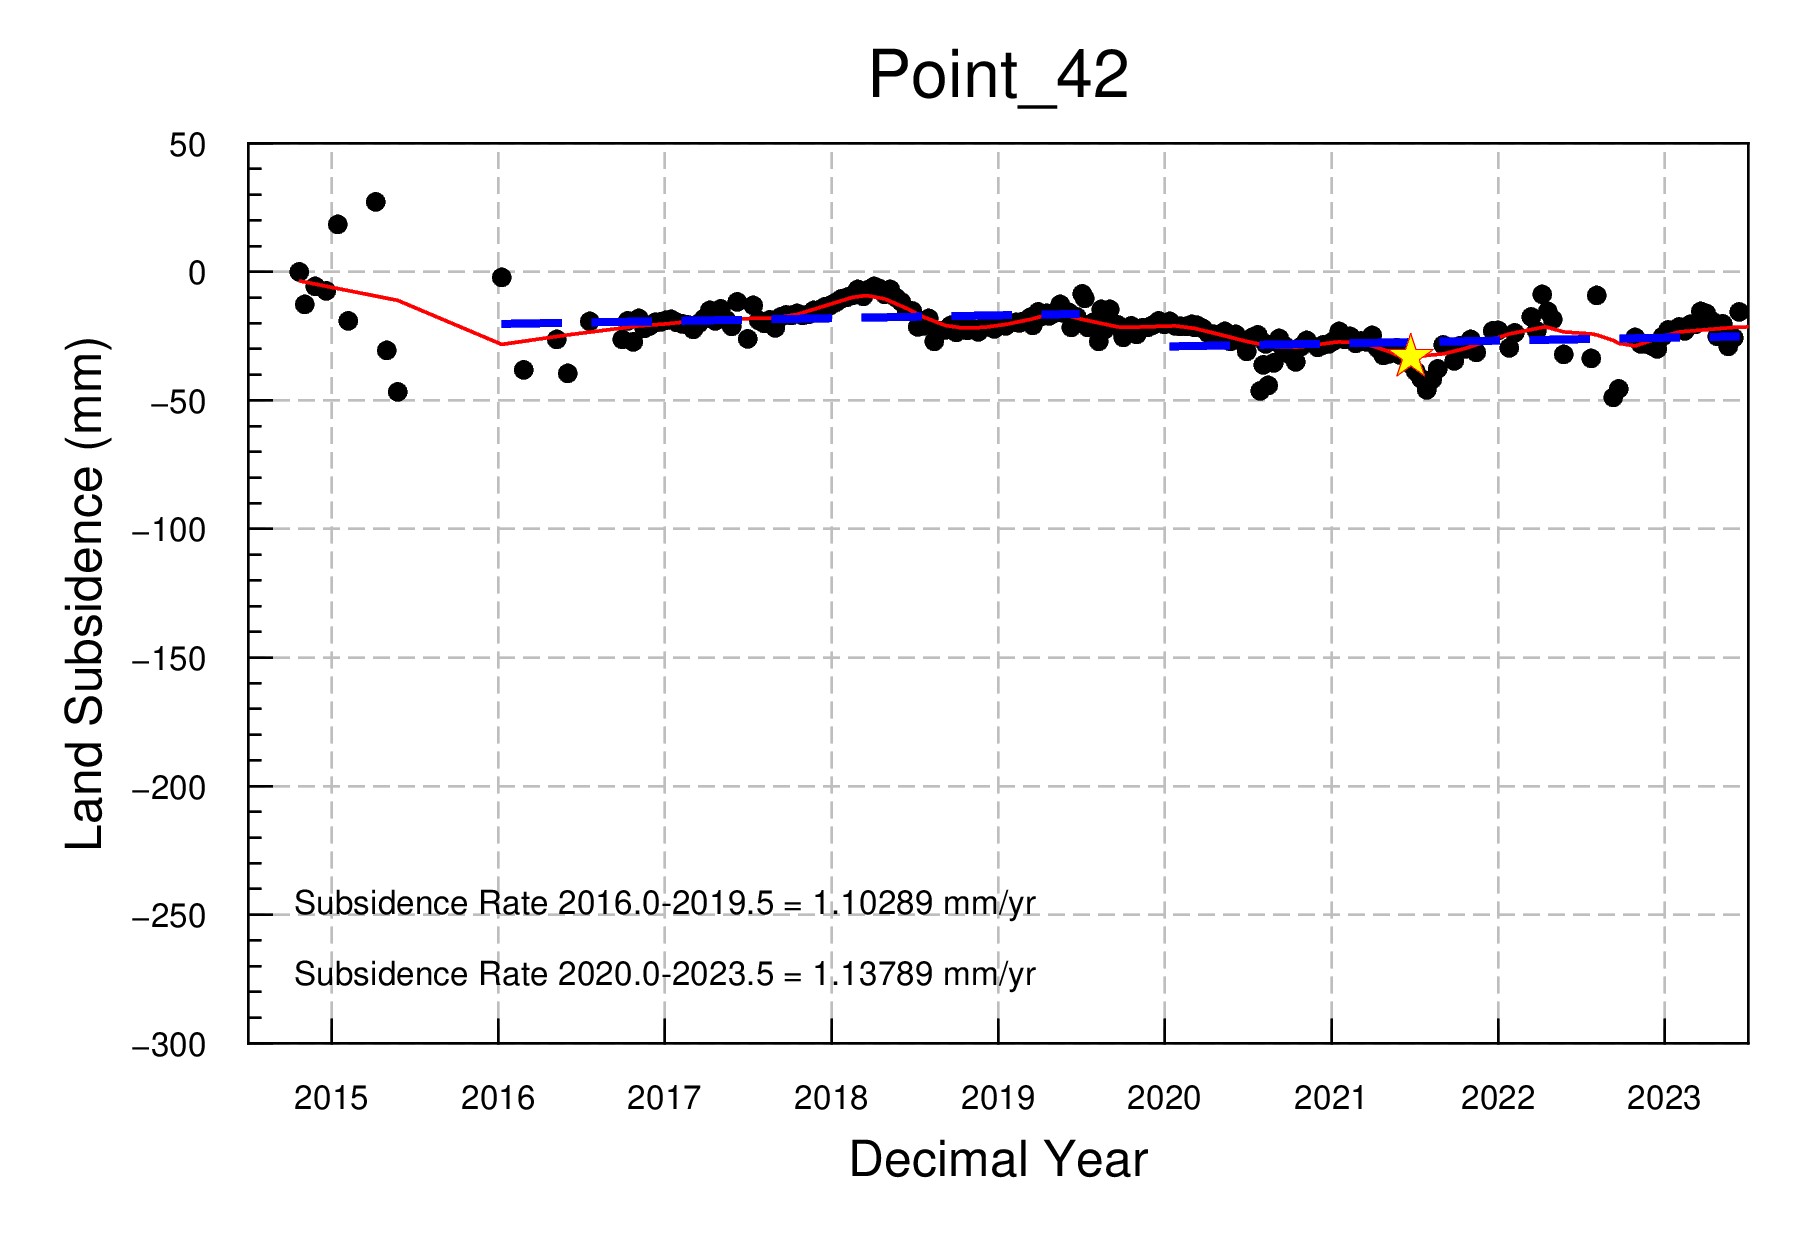 Point_42
Land Subsidence (mm)
50
0
−50
−100
−150
−200
−250
−300
Subsidence Rate 2016.0-2019.5 = 1.10289 mm/yr
Subsidence Rate 2020.0-2023.5 = 1.13789 mm/yr
2015 2016 2017 2018 2019 2020 2021 2022 2023
Decimal Year